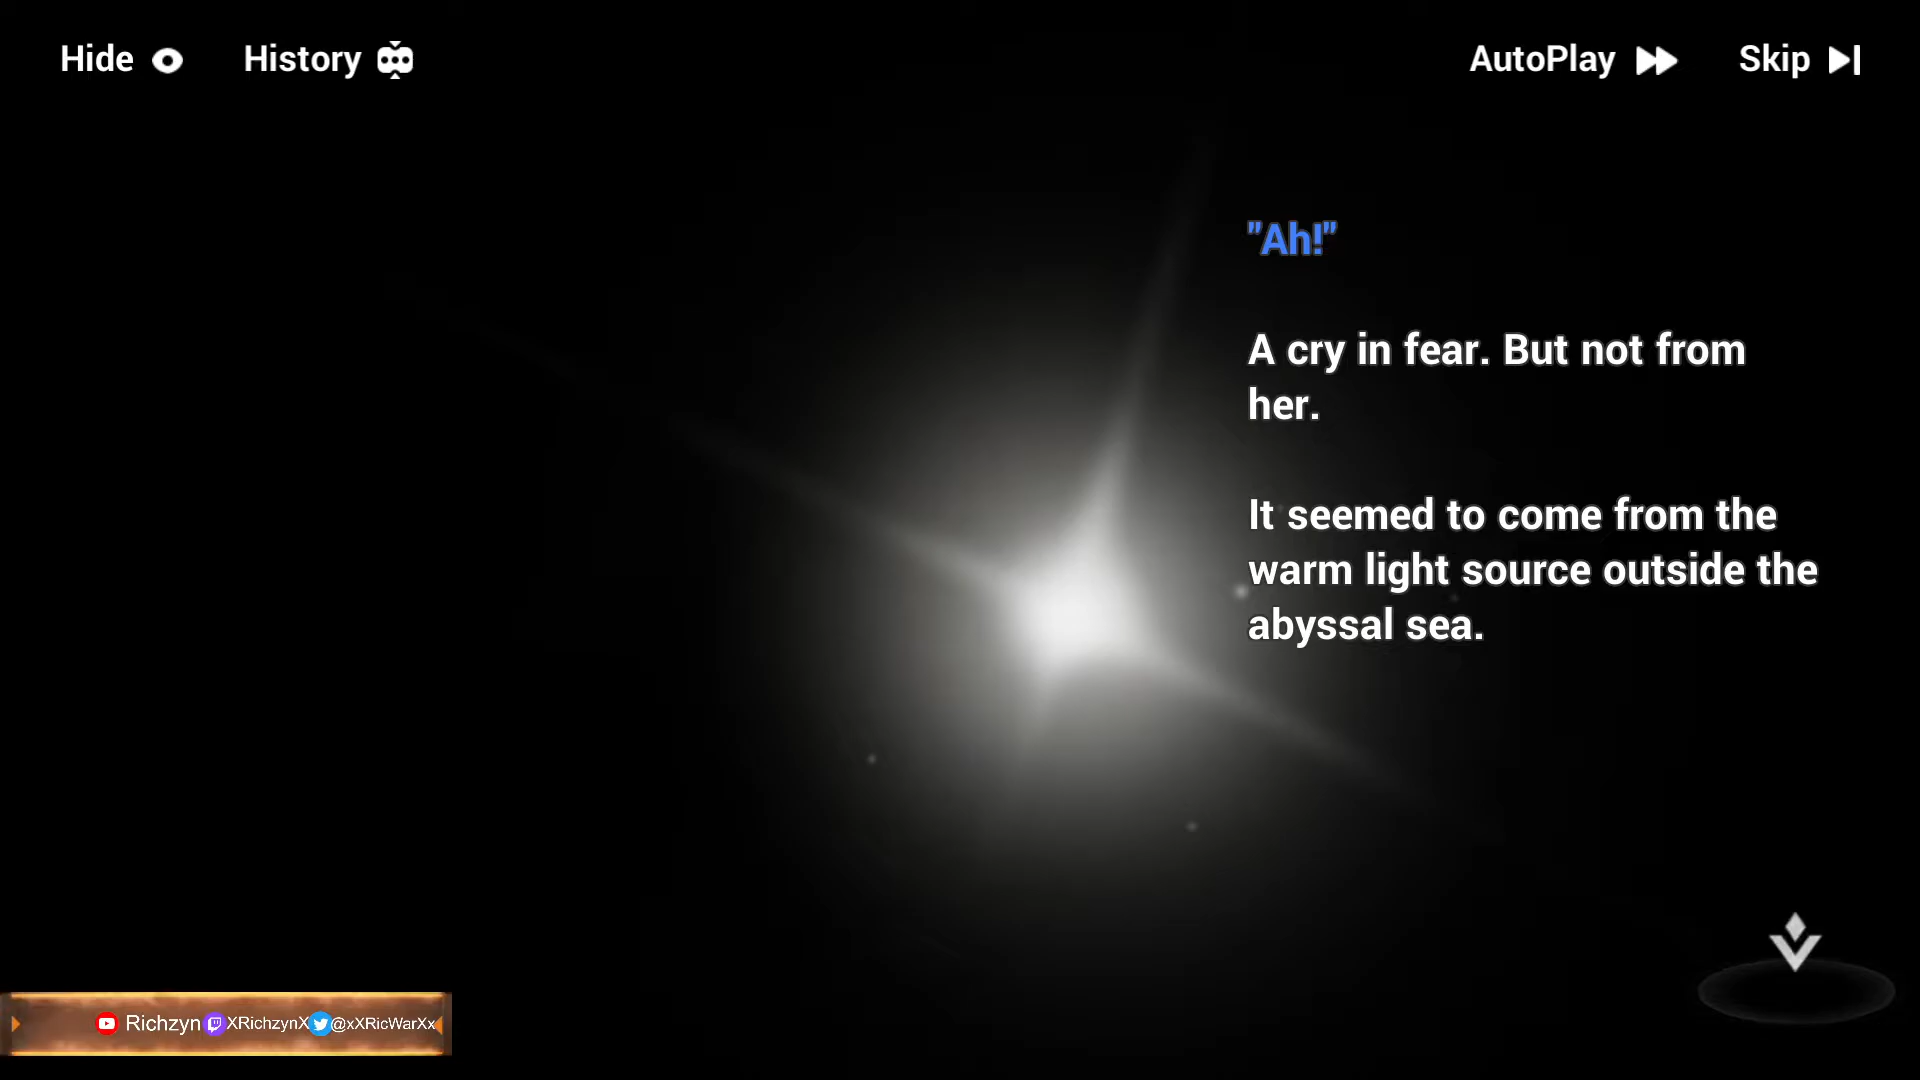 Hide
History
AutoPlay
Skip
"Ah!"
A cry in fear. But not from
her.
It seemed to come from the
warm light source outside the
abyssal sea.
Richzyn XRichzynX @xXRicWarXx